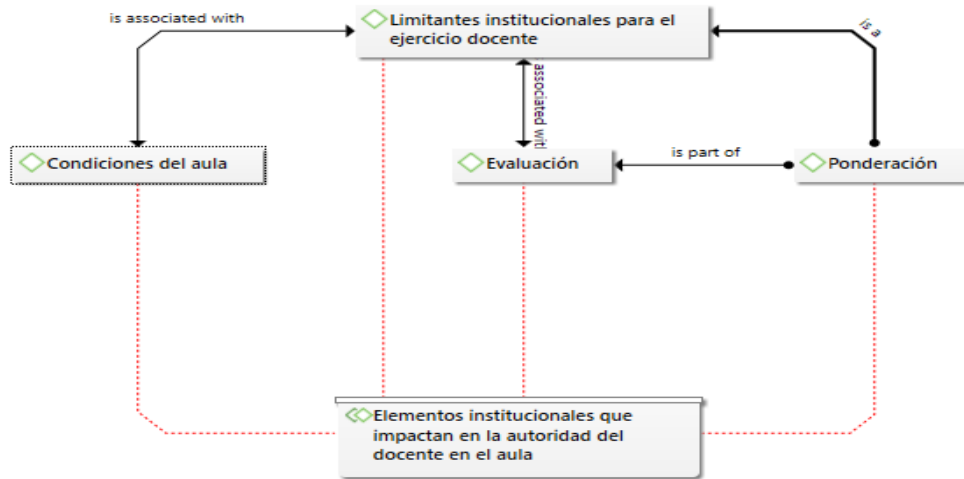 is associated with
Limitantes institucionales para el
ejercicio docente
is a
associated wit
Condiciones del aula
Evaluación
is part of
Ponderación
Elementos institucionales que
impactan en la autoridad del
docente en el aula